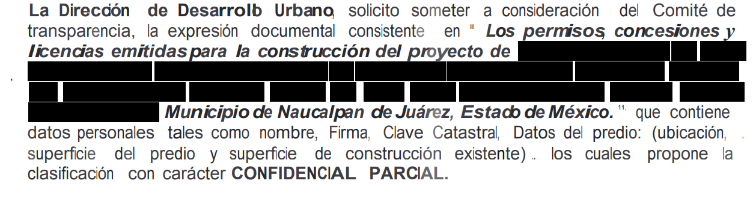 La Dirección de Desarrollo Urbano, solicito someter a consideración del Comité de
transparencia, la expresión documental consistente en " Los permisos, concesiones y
licencias emitidas para la construcción del proyecto de
Municipio de Naucalpan de Juárez, Estado de México. ", que contiene
datos personales tales como nombre, Firma, Clave Catastral, Datos del predio: (ubicación,
superficie del predio y superficie de construcción existente) .. los cuales propone la
clasificación con carácter CONFIDENCIAL PARCIAL.